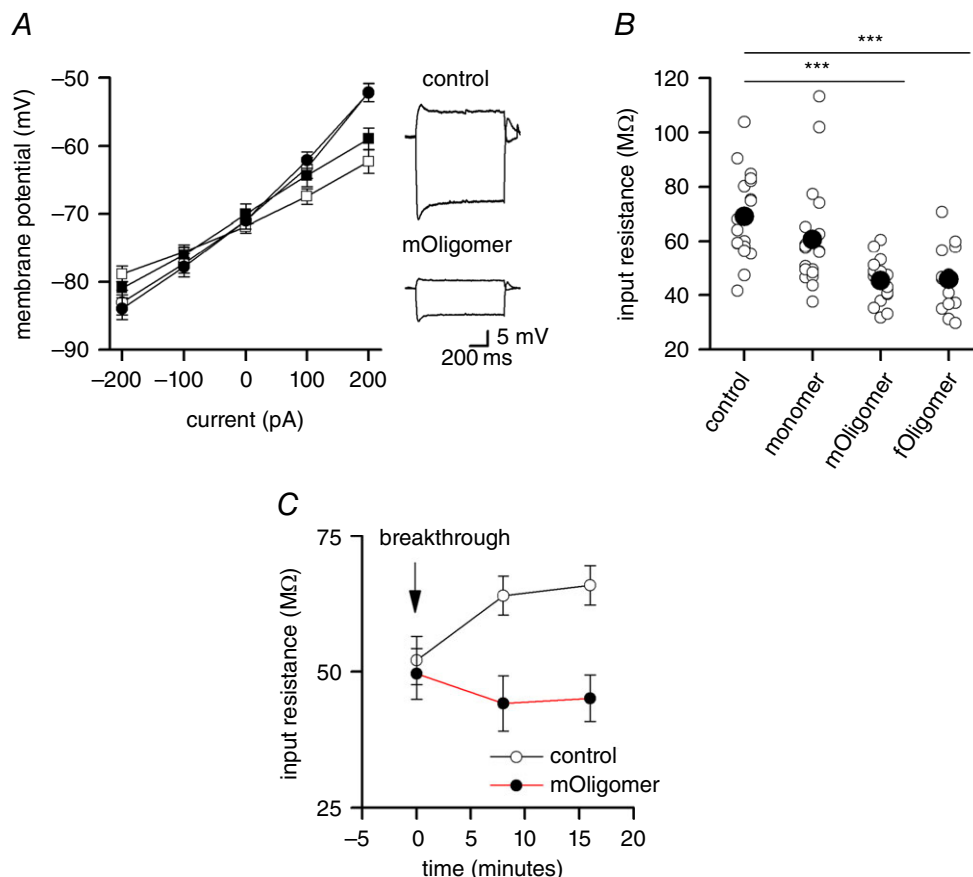 A
membrane potential (mV)
−50
−60
−70
−80
−90
−200
−100
0
100
200
current (pA)
control
mOligomer
5 mV
200 ms
B
***
***
input resistance (MΩ)
120
100
80
60
40
20
control
monomer
mOligomer
fOligomer
C
input resistance (MΩ)
75
50
25
breakthrough
control
mOligomer
−5
0
5
10
15
20
time (minutes)